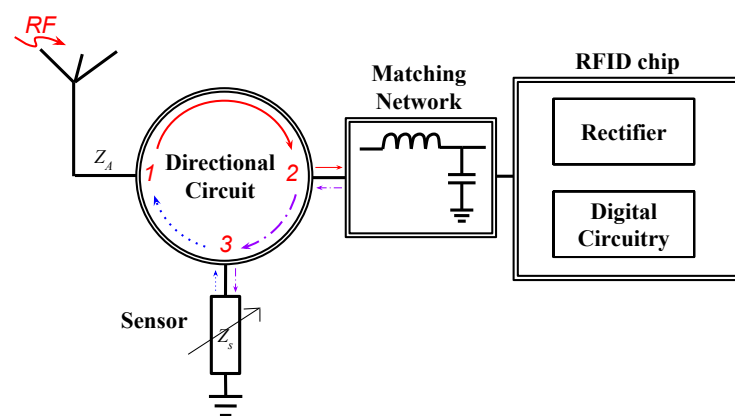 RF
Z_A
1
Directional
Circuit
2
3
Sensor
Z_s
Matching
Network
RFID chip
Rectifier
Digital
Circuitry